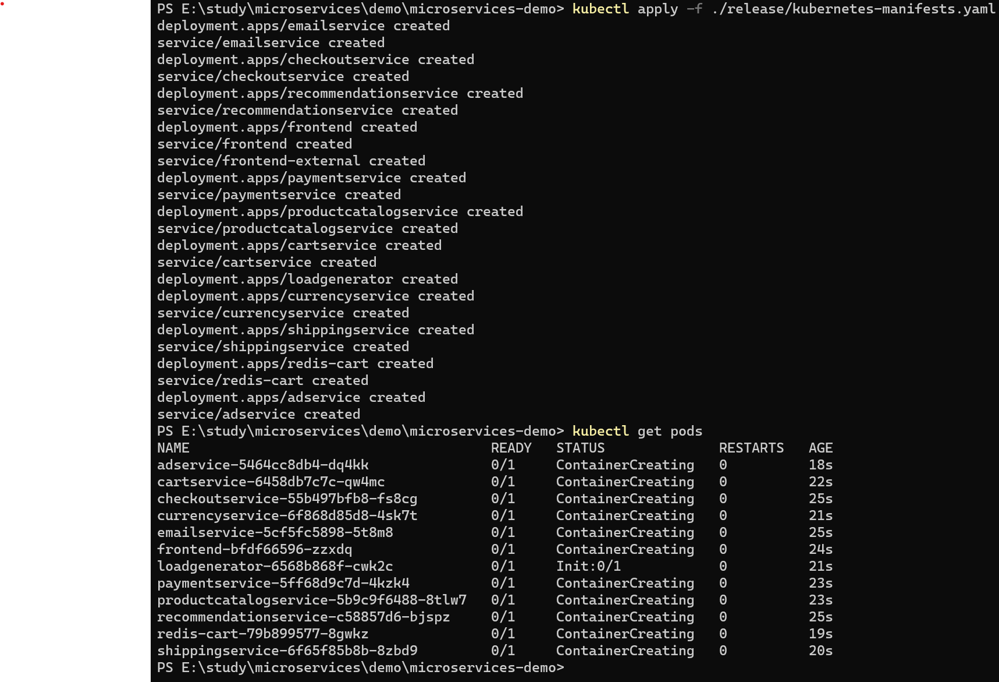 PS E:\study\microservices\demo\microservices-demo> kubectl apply -f ./release/kubernetes-manifests.yaml
deployment.apps/emailservice created
service/emailservice created
deployment.apps/checkoutservice created
service/checkoutservice created
deployment.apps/recommendationservice created
service/recommendationservice created
deployment.apps/frontend created
service/frontend created
service/frontend-external created
deployment.apps/paymentservice created
service/paymentservice created
deployment.apps/productcatalogservice created
service/productcatalogservice created
deployment.apps/cartservice created
service/cartservice created
deployment.apps/loadgenerator created
deployment.apps/currencyservice created
service/currencyservice created
deployment.apps/shippingservice created
service/shippingservice created
deployment.apps/redis-cart created
service/redis-cart created
deployment.apps/adservice created
service/adservice created
PS E:\study\microservices\demo\microservices-demo> kubectl get pods
NAME READY STATUS RESTARTS AGE
adservice-5464cc8db4-dq4kk 0/1 ContainerCreating 0 18s
cartservice-6458db7c7c-qw4mc 0/1 ContainerCreating 0 22s
checkoutservice-55b497bfb8-fs8cg 0/1 ContainerCreating 0 25s
currencyservice-6f868d85d8-4sk7t 0/1 ContainerCreating 0 21s
emailservice-5cf5fc5898-5t8m8 0/1 ContainerCreating 0 25s
frontend-bfdf66596-zzxdq 0/1 ContainerCreating 0 24s
loadgenerator-6568b868f-cwk2c 0/1 Init:0/1 0 21s
paymentservice-5ff68d9c7d-4kzk4 0/1 ContainerCreating 0 23s
productcatalogservice-5b9c9f6488-8tlw7 0/1 ContainerCreating 0 23s
recommendationservice-c58857d6-bjspz 0/1 ContainerCreating 0 25s
redis-cart-79b899577-8gwkz 0/1 ContainerCreating 0 19s
shippingservice-6f65f85b8b-8zbd9 0/1 ContainerCreating 0 20s
PS E:\study\microservices\demo\microservices-demo>